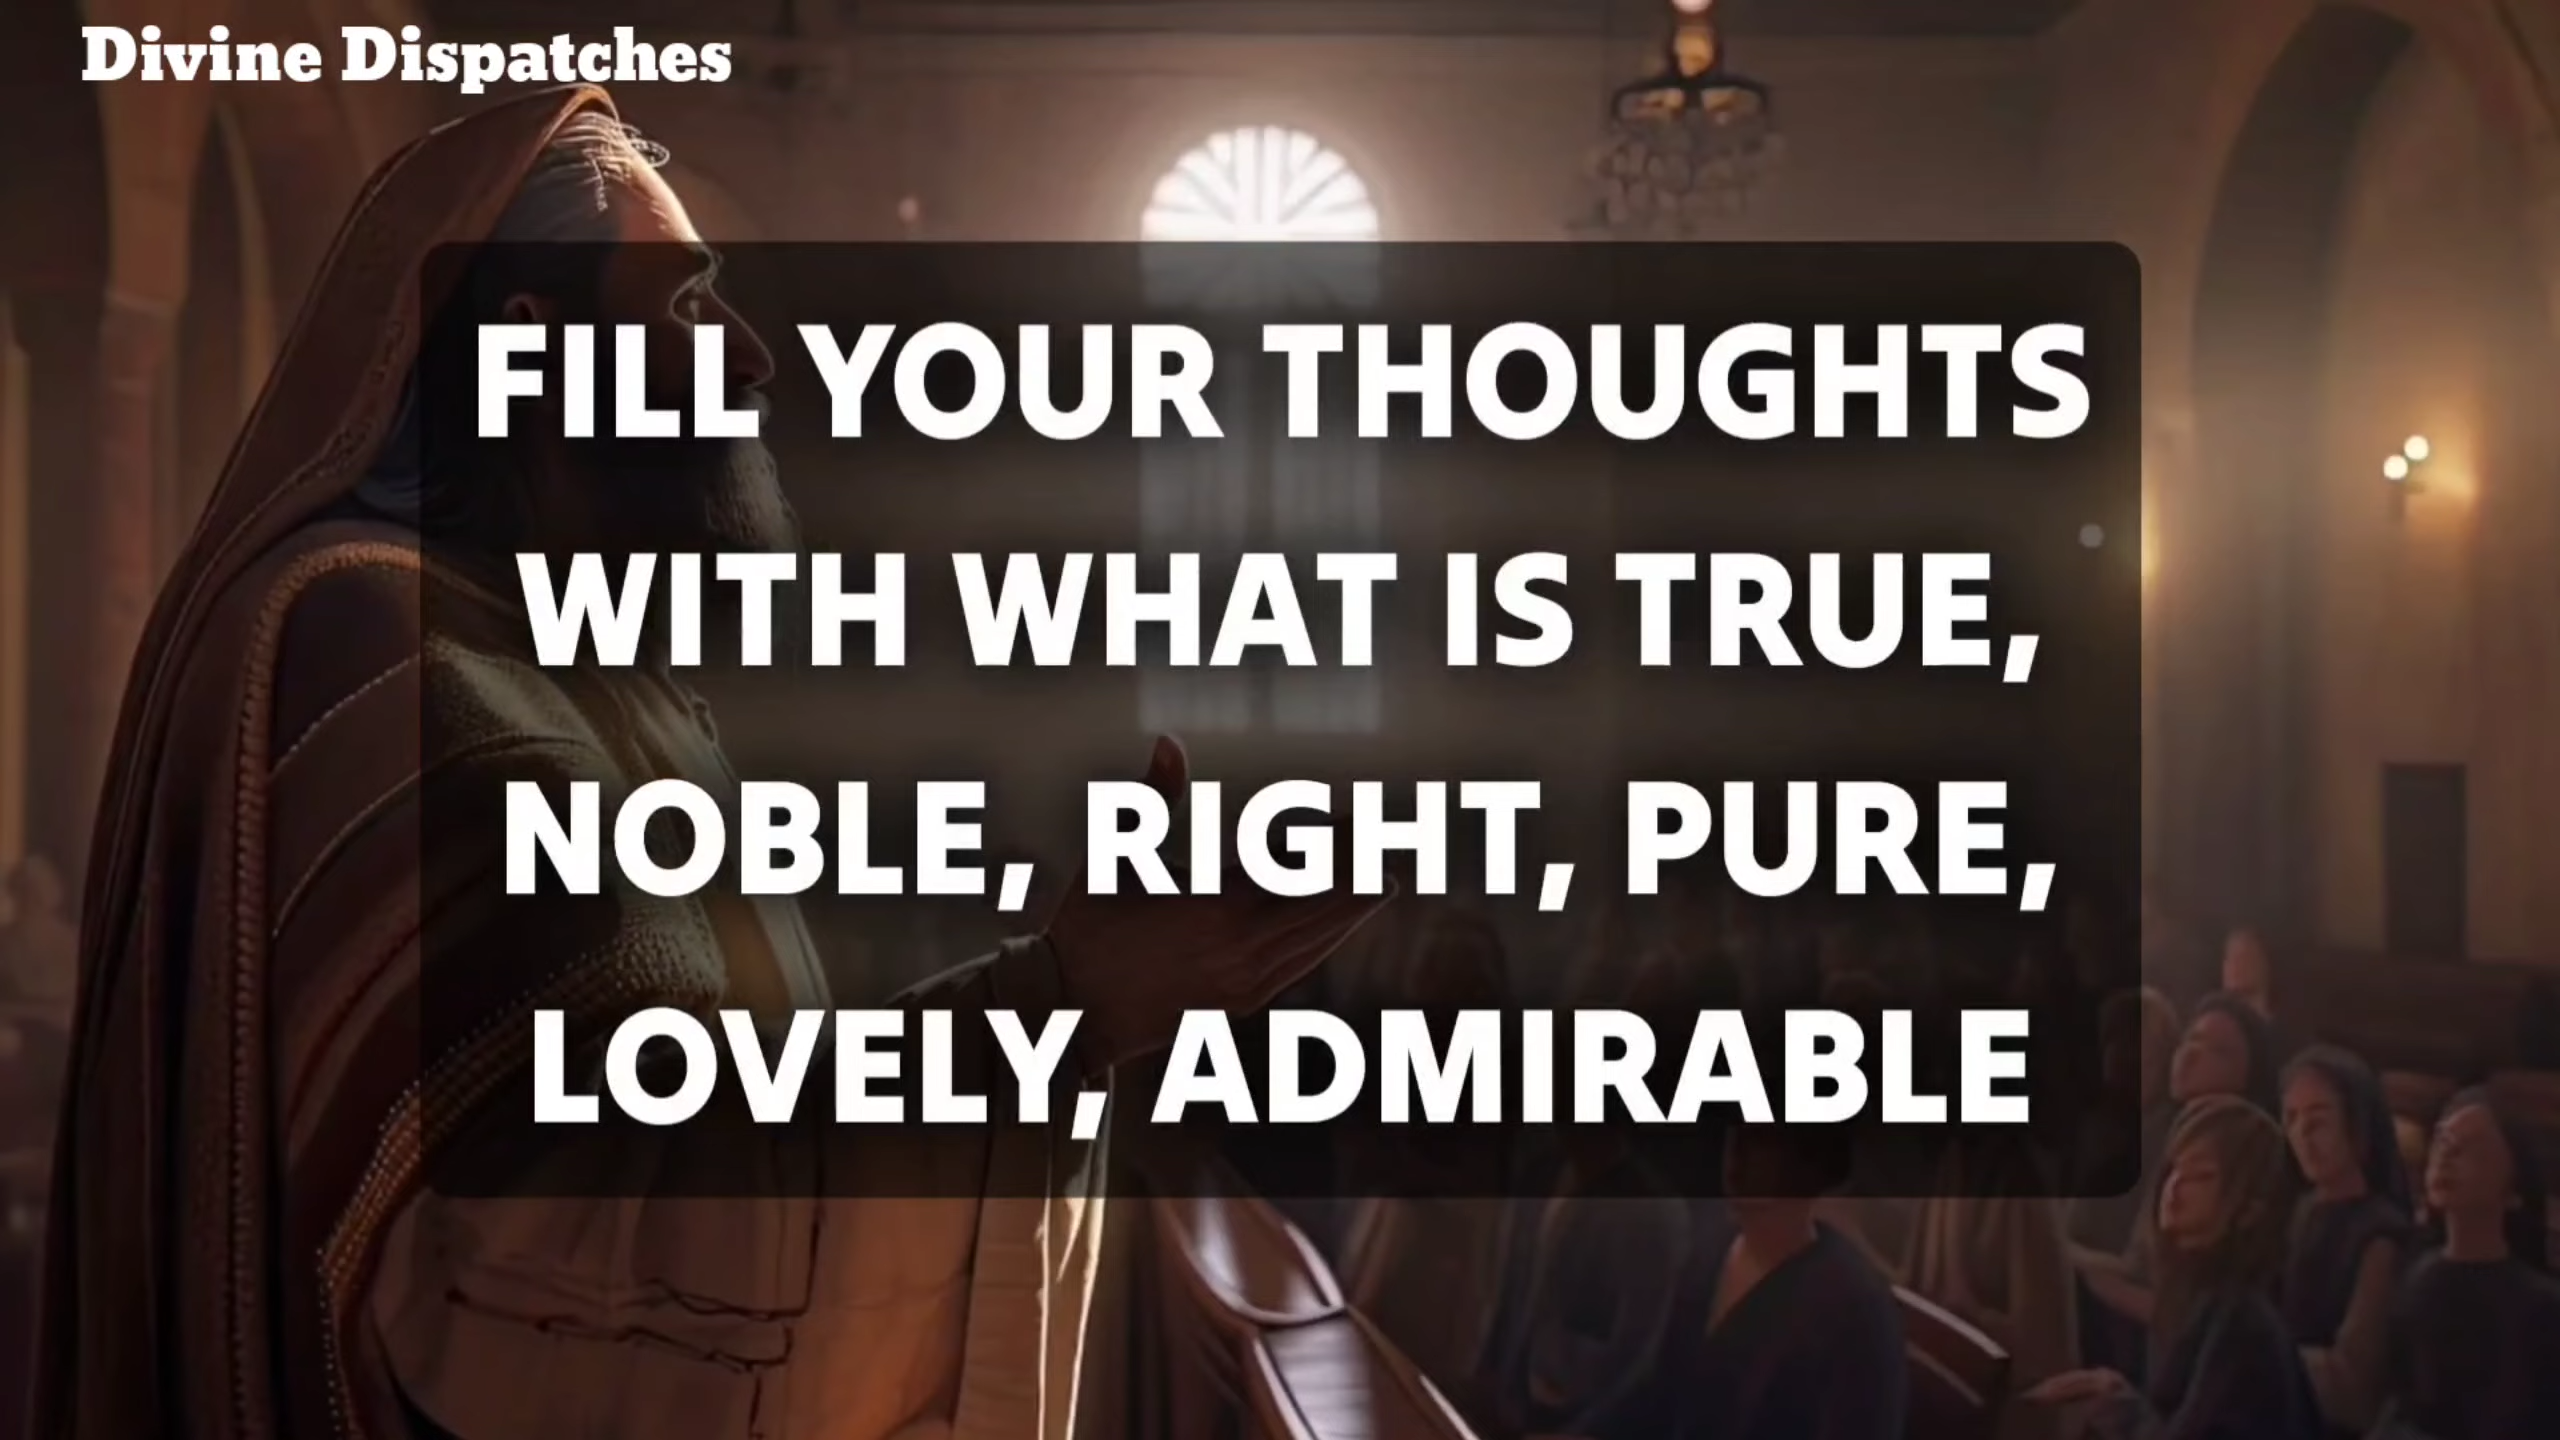 Divine Dispatches
FILL YOUR THOUGHTS
WITH WHAT IS TRUE,
NOBLE, RIGHT, PURE,
LOVELY, ADMIRABLE